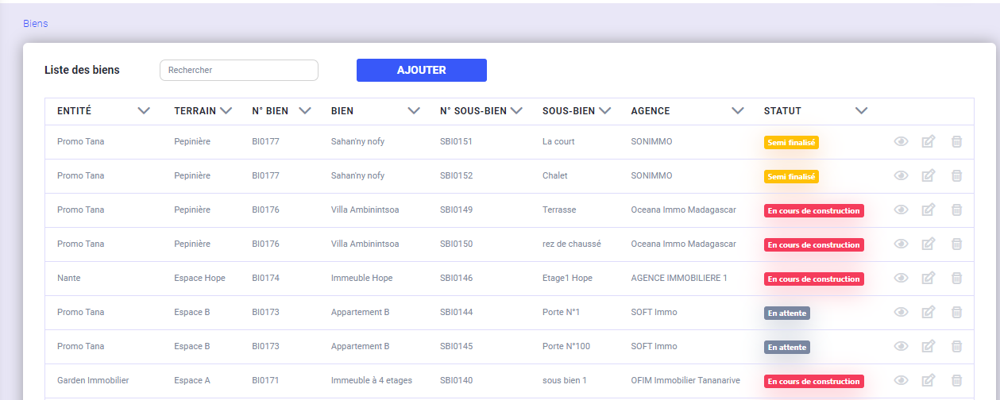 Biens
Liste des biens Rechercher AJOUTER
ENTITÉ TERRAIN N° BIEN BIEN N° SOUS-BIEN SOUS-BIEN AGENCE STATUT
Promo Tana Pepinière BI0177 Sahan'ny nofy SBI0151 La court SONIMMO Semi finalisé
Promo Tana Pepinière BI0177 Sahan'ny nofy SBI0152 Chalet SONIMMO Semi finalisé
Promo Tana Pepinière BI0176 Villa Ambinintsoa SBI0149 Terrasse Oceana Immo Madagascar En cours de construction
Promo Tana Pepinière BI0176 Villa Ambinintsoa SBI0150 rez de chaussé Oceana Immo Madagascar En cours de construction
Nante Espace Hope BI0174 Immeuble Hope SBI0146 Etage1 Hope AGENCE IMMOBILIERE 1 En cours de construction
Promo Tana Espace B BI0173 Appartement B SBI0144 Porte N°1 SOFT Immo En attente
Promo Tana Espace B BI0173 Appartement B SBI0145 Porte N°100 SOFT Immo En attente
Garden Immobilier Espace A BI0171 Immeuble à 4 etages SBI0140 sous bien 1 OFIM Immobilier Tananarive En cours de construction